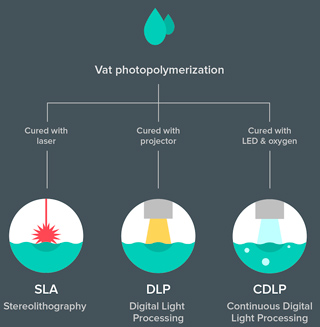 Vat photopolymerization
Cured with
laser
Cured with
projector
Cured with
LED & oxygen
SLA
Stereolithography
DLP
Digital Light
Processing
CDLP
Continuous Digital
Light Processing